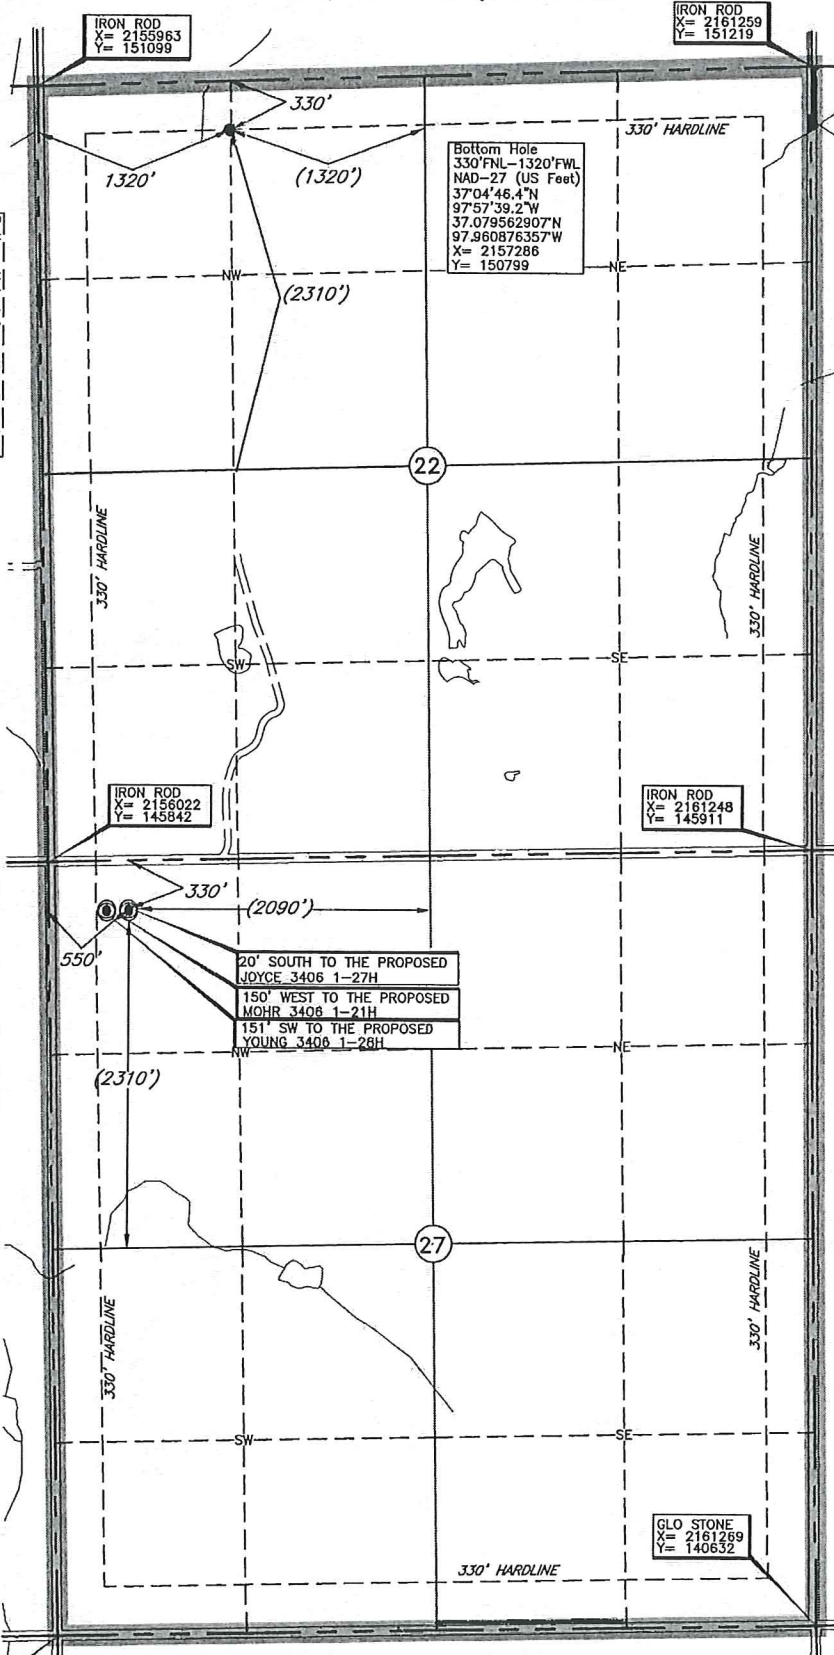 IRON ROD
X= 2155963
Y= 151099
IRON ROD
X= 2161259
Y= 151219
330'
330' HARDLINE
1320'
(1320')
Bottom Hole
330'FNL-1320'FWL
NAD-27 (US Feet)
37°04'46.4"N
97°57'39.2"W
37.079562907°N
97.960876357°W
X= 2157286
Y= 150799
NW
NE
(2310')
22
330' HARDLINE
330' HARDLINE
SW
SE
IRON ROD
X= 2156022
Y= 145842
IRON ROD
X= 2161248
Y= 145911
330'
(2090')
550'
20' SOUTH TO THE PROPOSED
JOYCE 3406 1-27H
150' WEST TO THE PROPOSED
MOHR 3406 1-21H
151' SW TO THE PROPOSED
YOUNG 3406 1-28H
NW
NE
(2310')
27
330' HARDLINE
330' HARDLINE
SW
SE
GLO STONE
X= 2161269
Y= 140632
330' HARDLINE